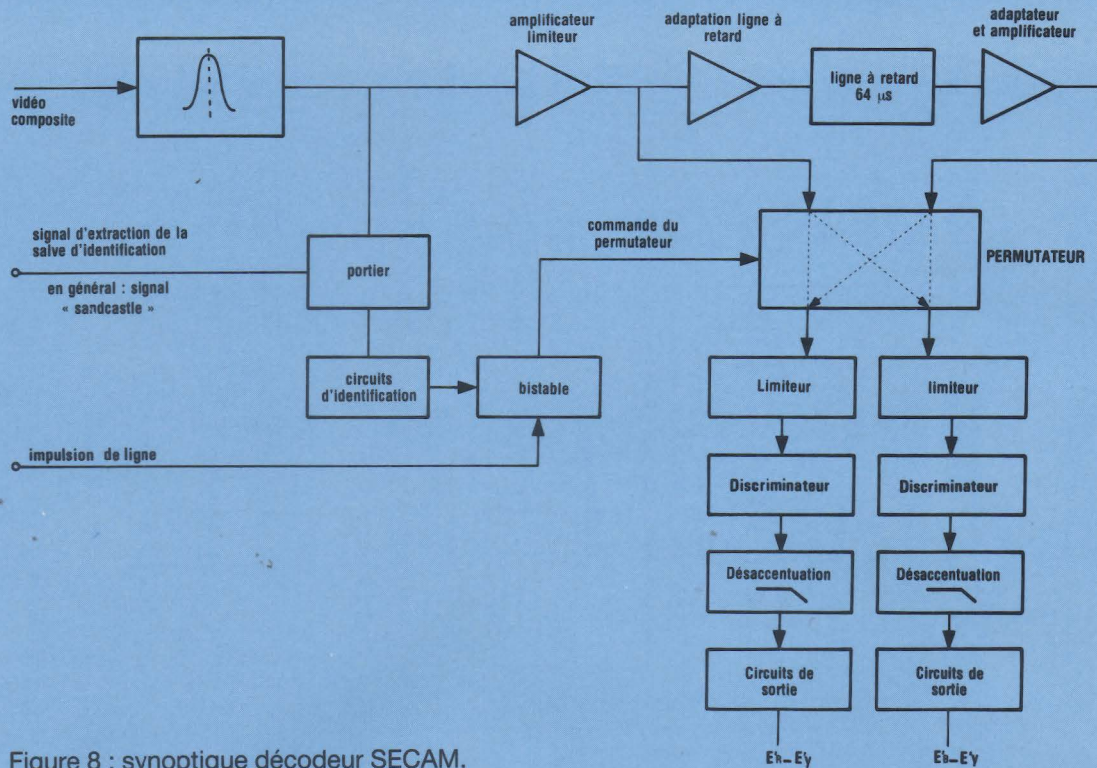 amplificateur
limiteur
adaptation ligne à
retard
adaptateur
et amplificateur
vidéo
composite
ligne à retard
64 µs
signal d'extraction de la
salve d'identification
en général : signal
« sandcastle »
portier
commande du
permutateur
PERMUTATEUR
circuits
d'identification
bistable
Limiteur
limiteur
impulsion de ligne
Discriminateur
Discriminateur
Désaccentuation
Désaccentuation
Circuits de
sortie
Circuits de
sortie
E'R – E'Y
E'B – E'Y
Figure 8 : synoptique décodeur SECAM.